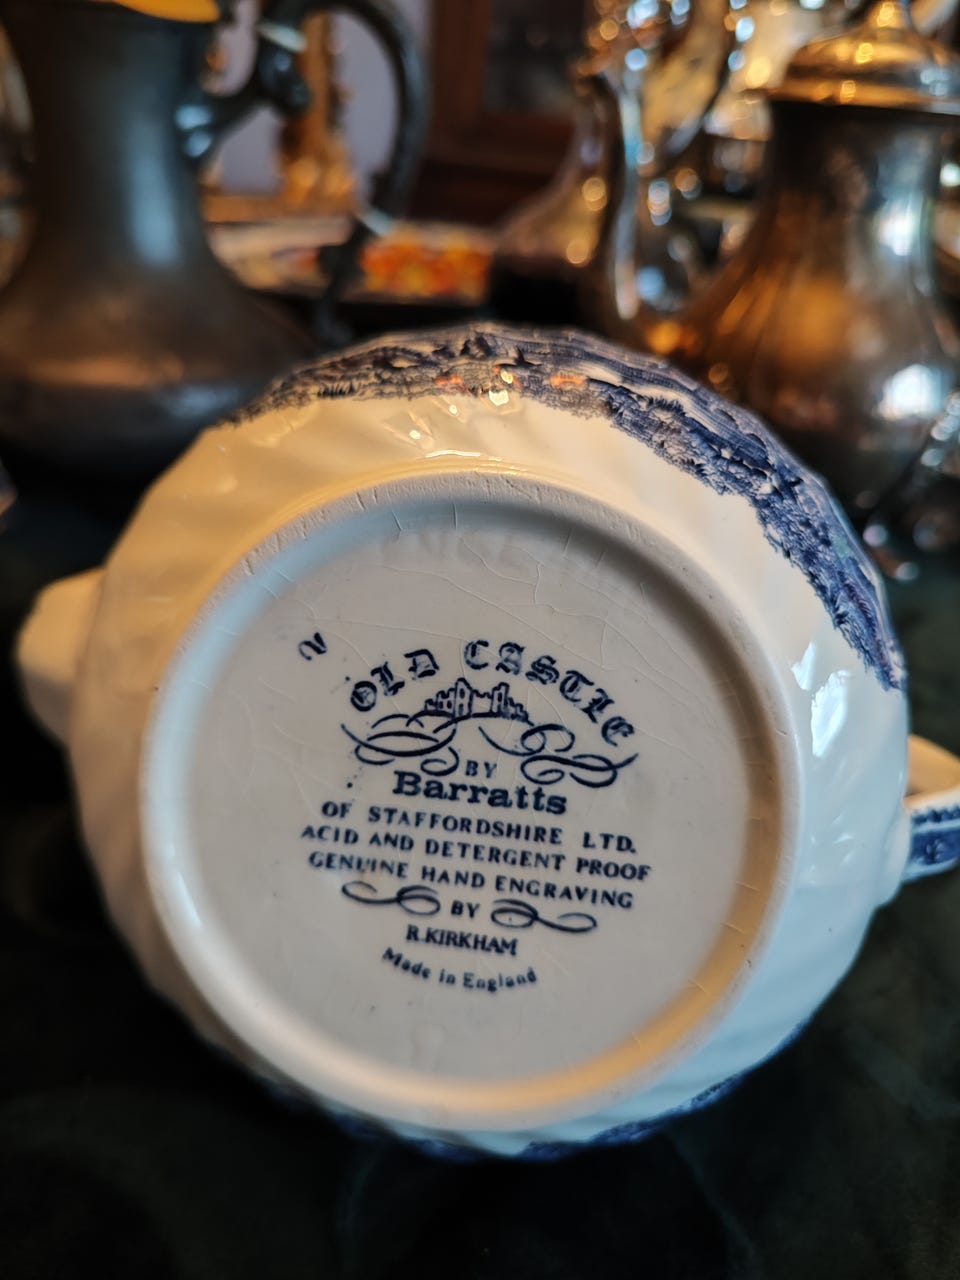 N
OLD CASTLE
BY
Barratts
OF STAFFORDSHIRE LTD.
ACID AND DETERGENT PROOF
GENUINE HAND ENGRAVING
BY
R.KIRKHAM
Made in England